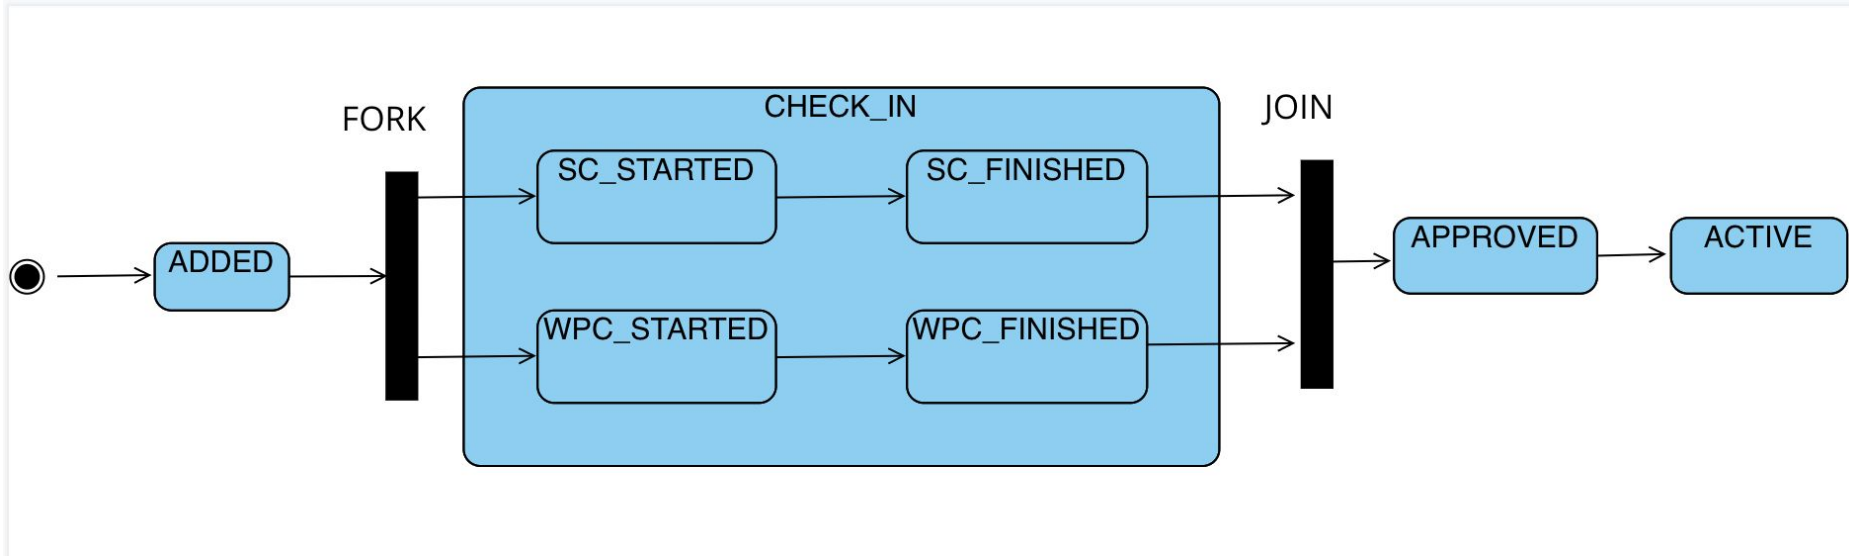 FORK
CHECK_IN
JOIN
SC_STARTED
SC_FINISHED
ADDED
APPROVED
ACTIVE
WPC_STARTED
WPC_FINISHED